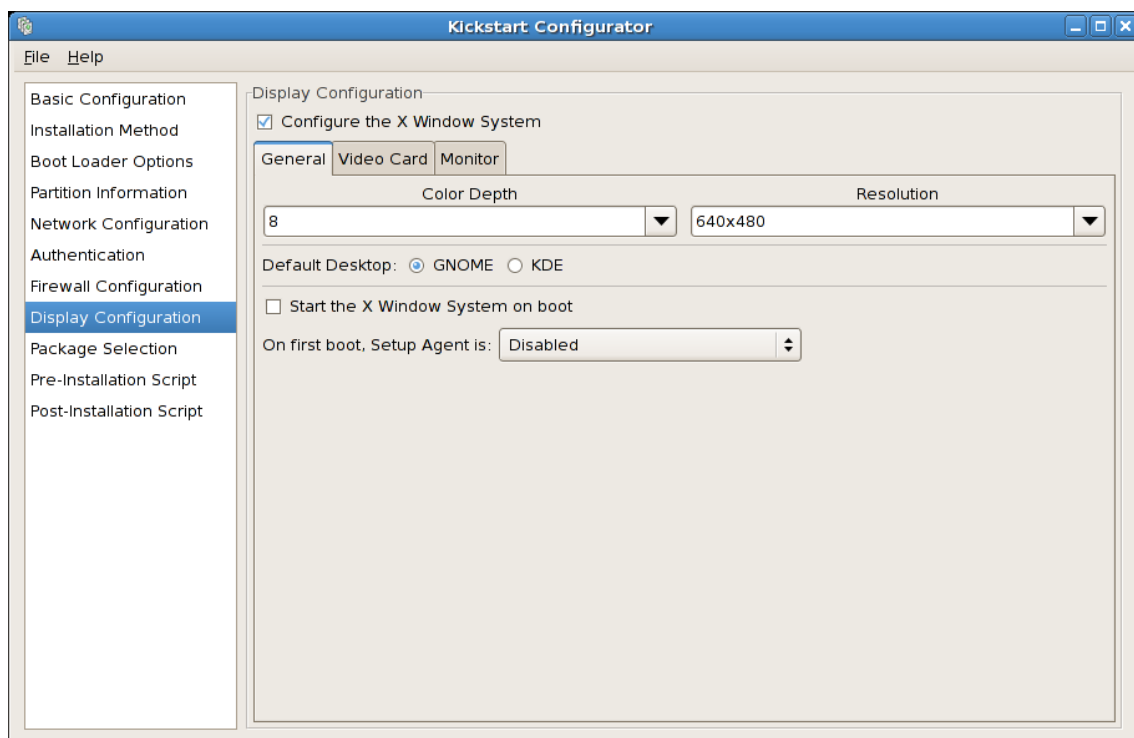 Kickstart Configurator
File Help
Basic Configuration
Installation Method
Boot Loader Options
Partition Information
Network Configuration
Authentication
Firewall Configuration
Display Configuration
Package Selection
Pre-Installation Script
Post-Installation Script
Display Configuration
Configure the X Window System
General Video Card Monitor
Color Depth Resolution
8 640x480
Default Desktop: GNOME KDE
Start the X Window System on boot
On first boot, Setup Agent is: Disabled